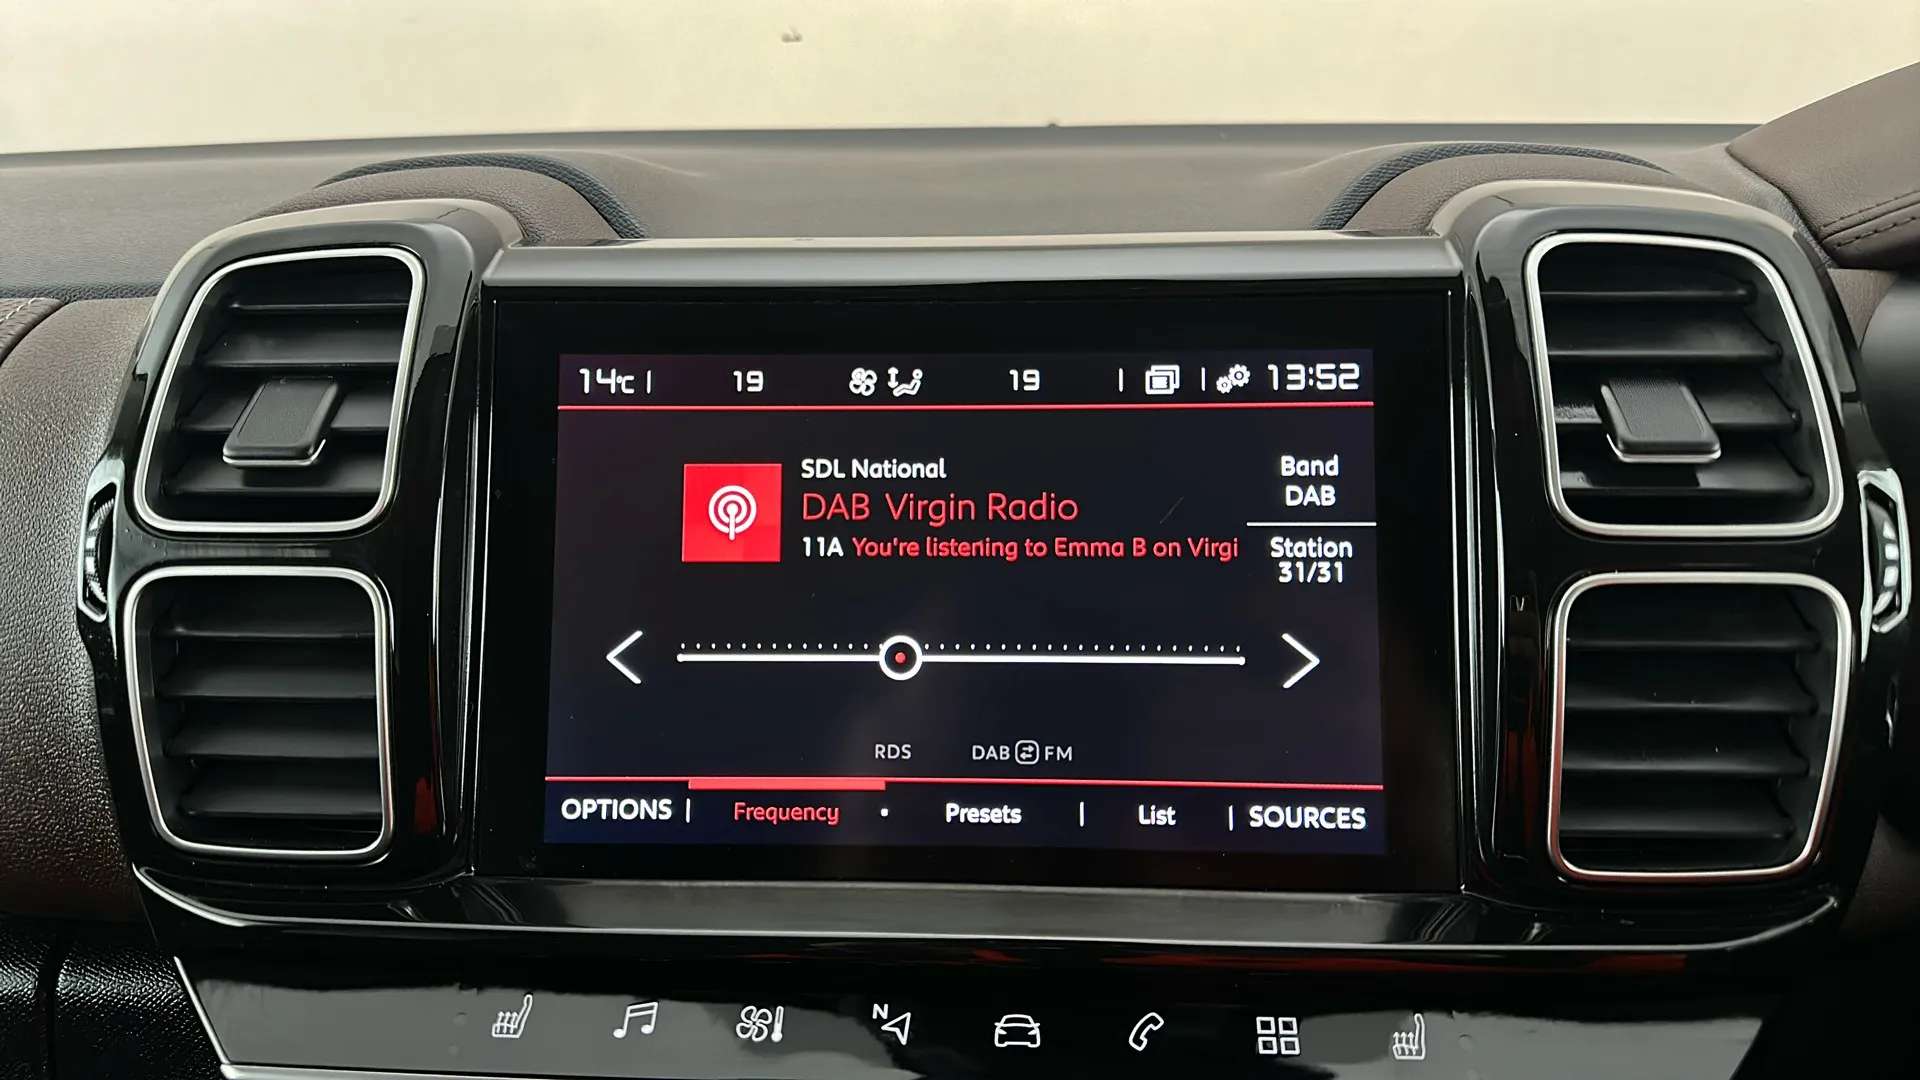 14°C 19 19 13:52
SDL National
DAB Virgin Radio
11A You're listening to Emma B on Virgi
Band
DAB
Station
31/31
RDS DAB FM
OPTIONS Frequency Presets List SOURCES
N